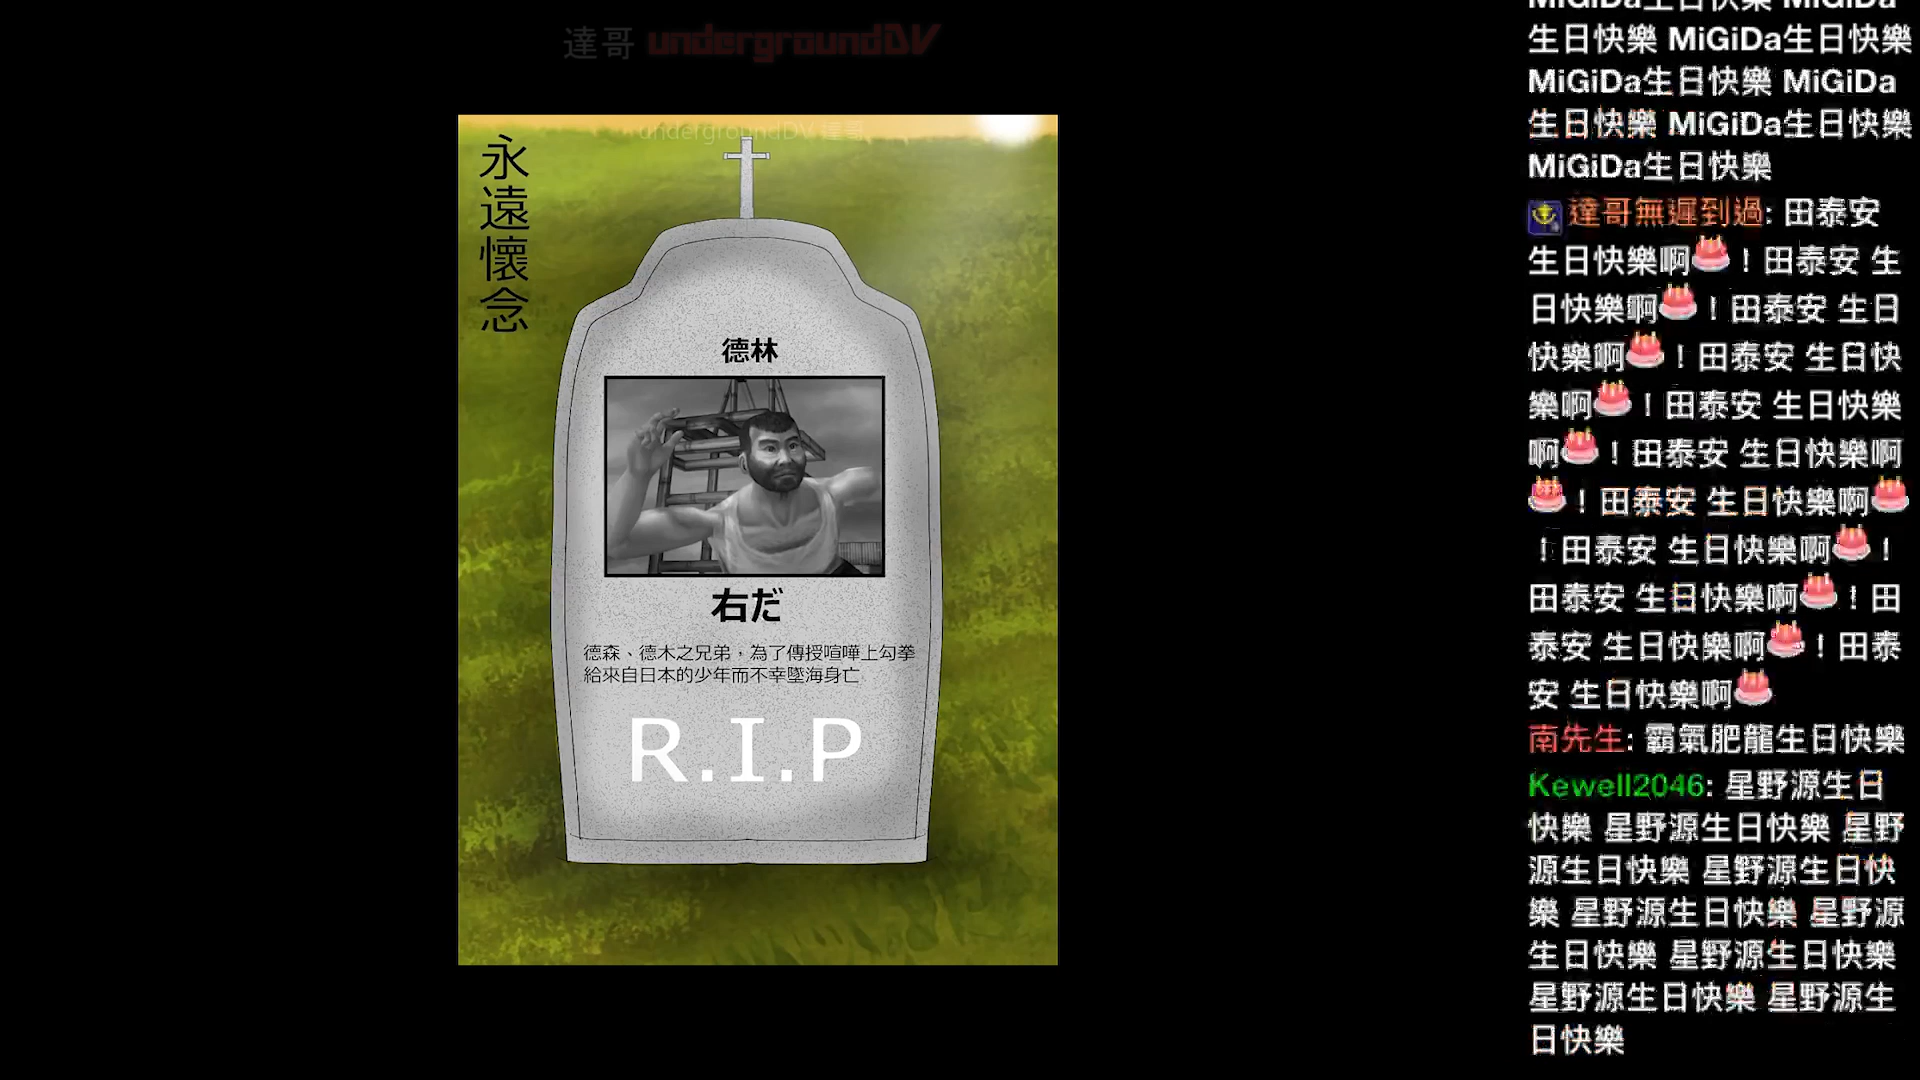 達哥 undergroundDV
undergroundDV 達哥
永遠懷念
德林
右だ
德森、德木之兄弟，為了傳授喧嘩上勾拳
給來自日本的少年而不幸墜海身亡
R.I.P
MiGiDa生日快樂 MiGiDa
生日快樂 MiGiDa生日快樂
MiGiDa生日快樂 MiGiDa
生日快樂 MiGiDa生日快樂
MiGiDa生日快樂
達哥無遲到過: 田泰安
生日快樂啊🎂！田泰安 生
日快樂啊🎂！田泰安 生日
快樂啊🎂！田泰安 生日快
樂啊🎂！田泰安 生日快樂
啊🎂！田泰安 生日快樂啊
🎂！田泰安 生日快樂啊🎂
！田泰安 生日快樂啊🎂！
田泰安 生日快樂啊🎂！田
泰安 生日快樂啊🎂！田泰
安 生日快樂啊🎂
南先生: 霸氣肥龍生日快樂
Kewell2046: 星野源生日
快樂 星野源生日快樂 星野
源生日快樂 星野源生日快
樂 星野源生日快樂 星野源
生日快樂 星野源生日快樂
星野源生日快樂 星野源生
日快樂